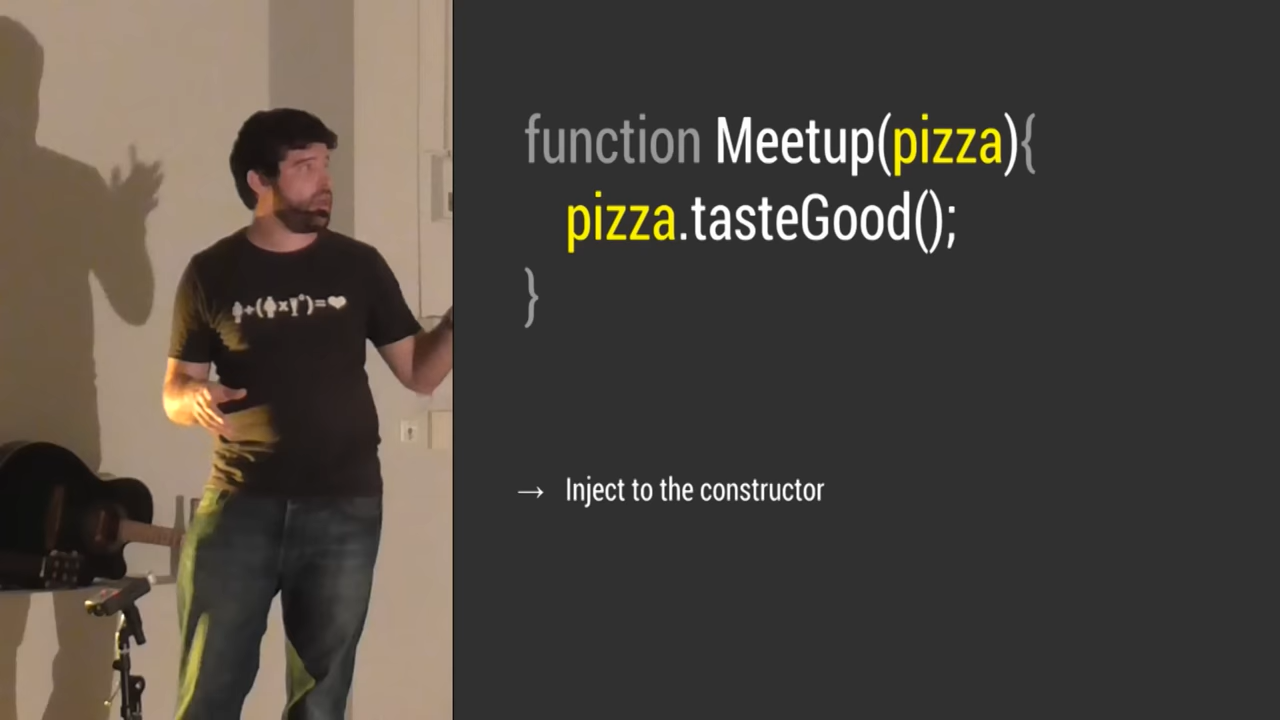 function Meetup(pizza){
pizza.tasteGood();
}
→ Inject to the constructor